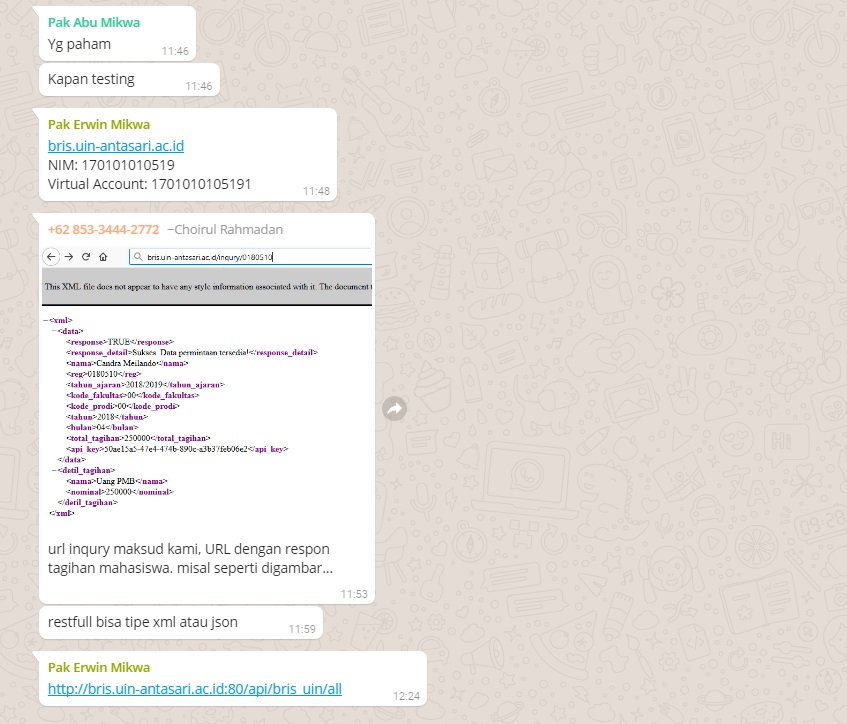 Pak Abu Mikwa
Yg paham
11:46
Kapan testing
11:46
Pak Erwin Mikwa
bris.uin-antasari.ac.id
NIM: 170101010519
Virtual Account: 1701010105191
11:48
+62 853-3444-2772 ~Choirul Rahmadan
bris.uin-antasari.ac.id/inqury/0180510
This XML file does not appear to have any style information associated with it. The document t
−<xml>
−<data>
<response>TRUE</response>
<response_detail>Sukses. Data permintaan tersedia!</response_detail>
<nama>Candra Meilando</nama>
<reg>0180510</reg>
<tahun_ajaran>2018/2019</tahun_ajaran>
<kode_fakultas>00</kode_fakultas>
<kode_prodi>00</kode_prodi>
<tahun>2018</tahun>
<bulan>04</bulan>
<total_tagihan>250000</total_tagihan>
<api_key>50ae15a5-47e4-474b-890c-a3b37feb06e2</api_key>
</data>
−<detil_tagihan>
<nama>Uang PMB</nama>
<nominal>250000</nominal>
</detil_tagihan>
</xml>
url inqury maksud kami, URL dengan respon
tagihan mahasiswa. misal seperti digambar...
11:53
restfull bisa tipe xml atau json
11:59
Pak Erwin Mikwa
http://bris.uin-antasari.ac.id:80/api/bris_uin/all
12:24